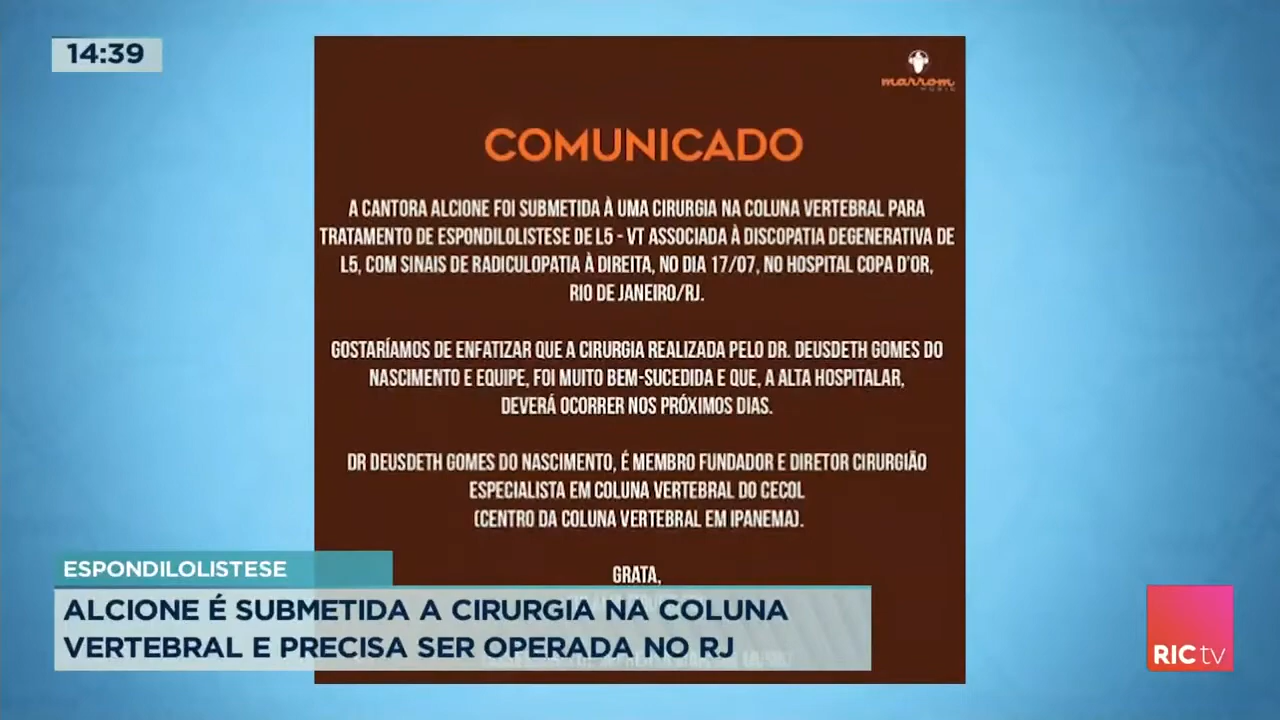 14:39
marrom
MUSIC
COMUNICADO
A CANTORA ALCIONE FOI SUBMETIDA À UMA CIRURGIA NA COLUNA VERTEBRAL PARA
TRATAMENTO DE ESPONDILOLISTESE DE L5 - VT ASSOCIADA À DISCOPATIA DEGENERATIVA DE
L5, COM SINAIS DE RADICULOPATIA À DIREITA, NO DIA 17/07, NO HOSPITAL COPA D'OR,
RIO DE JANEIRO/RJ.
GOSTARÍAMOS DE ENFATIZAR QUE A CIRURGIA REALIZADA PELO DR. DEUSDETH GOMES DO
NASCIMENTO E EQUIPE, FOI MUITO BEM-SUCEDIDA E QUE, A ALTA HOSPITALAR,
DEVERÁ OCORRER NOS PRÓXIMOS DIAS.
DR DEUSDETH GOMES DO NASCIMENTO, É MEMBRO FUNDADOR E DIRETOR CIRURGIÃO
ESPECIALISTA EM COLUNA VERTEBRAL DO CECOL
(CENTRO DA COLUNA VERTEBRAL EM IPANEMA).
GRATA,
ESPONDILOLISTESE
ALCIONE É SUBMETIDA A CIRURGIA NA COLUNA
VERTEBRAL E PRECISA SER OPERADA NO RJ
RICtv